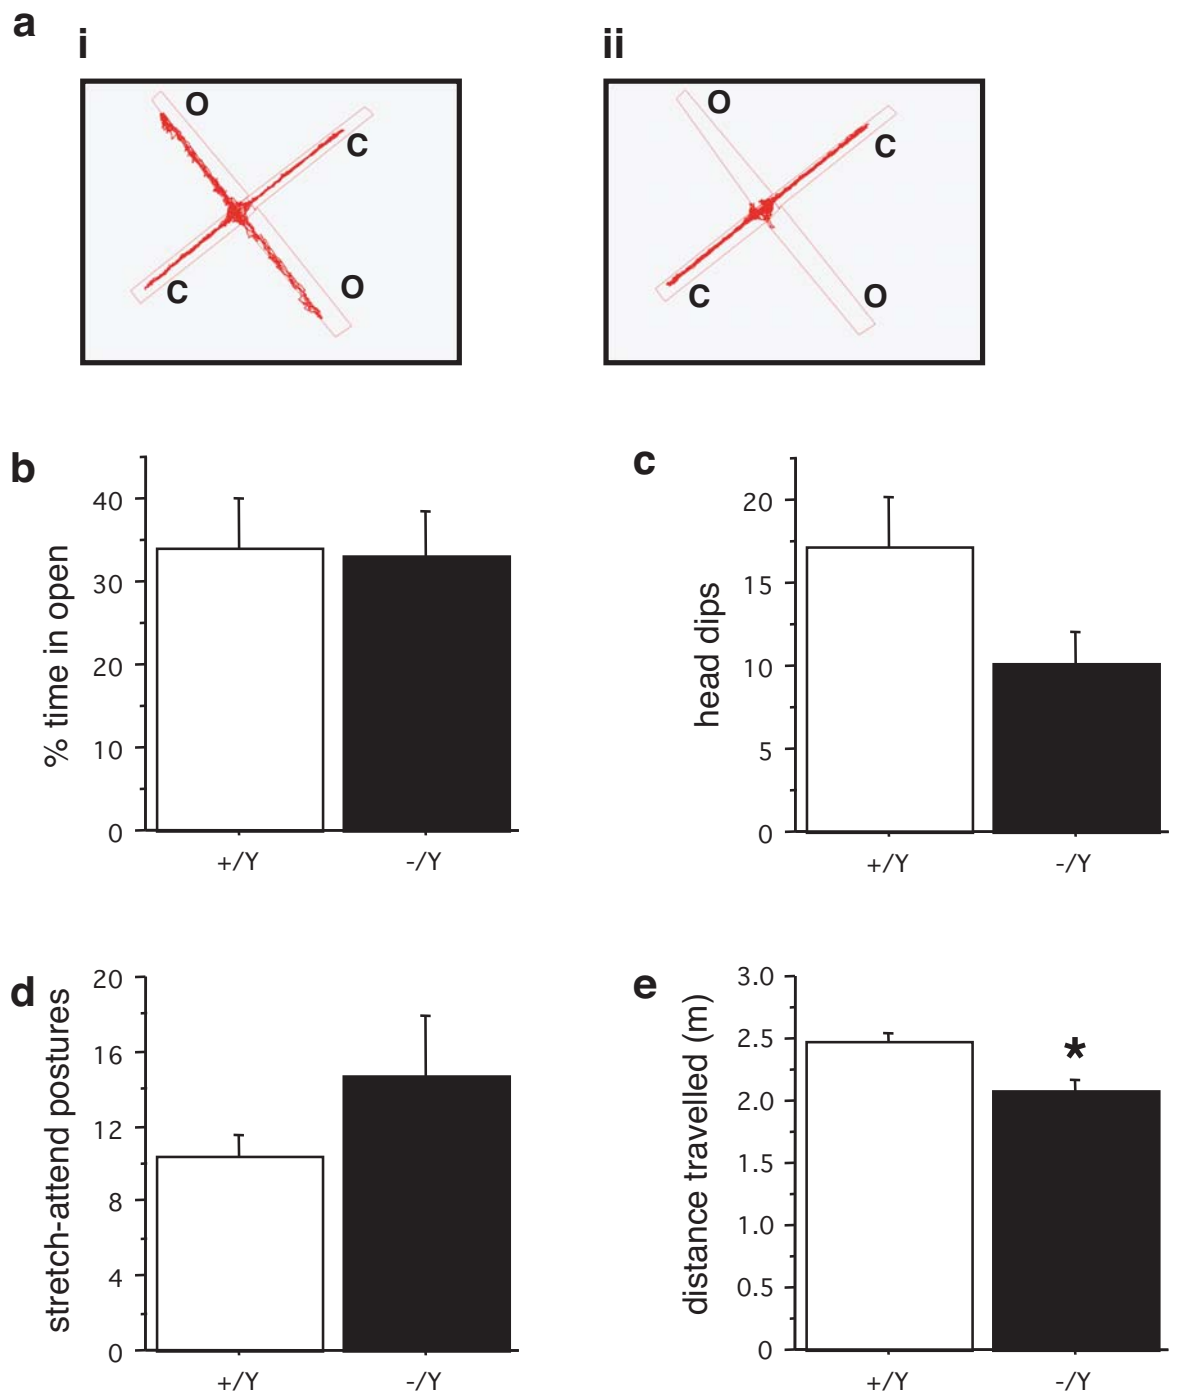 a
i
ii
O
C
C
O
O
C
C
O
b
% time in open
40
30
20
10
0
+/Y
-/Y
c
head dips
20
15
10
5
0
+/Y
-/Y
d
stretch-attend postures
20
16
12
8
4
0
+/Y
-/Y
e
distance travelled (m)
3.0
2.5
2.0
1.5
1.0
0.5
0
*
+/Y
-/Y